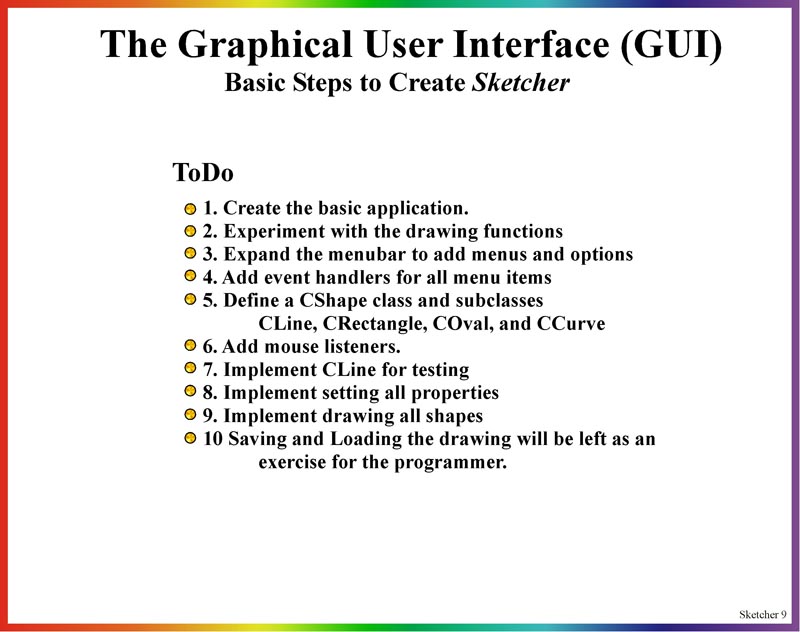 The Graphical User Interface (GUI)
Basic Steps to Create Sketcher
ToDo
1. Create the basic application.
2. Experiment with the drawing functions
3. Expand the menubar to add menus and options
4. Add event handlers for all menu items
5. Define a CShape class and subclasses
CLine, CRectangle, COval, and CCurve
6. Add mouse listeners.
7. Implement CLine for testing
8. Implement setting all properties
9. Implement drawing all shapes
10 Saving and Loading the drawing will be left as an
exercise for the programmer.
Sketcher 9